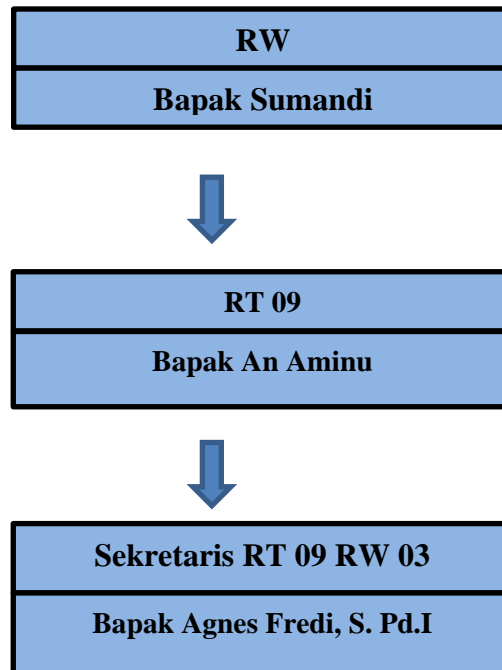 RW
Bapak Sumandi
RT 09
Bapak An Aminu
Sekretaris RT 09 RW 03
Bapak Agnes Fredi, S. Pd.I